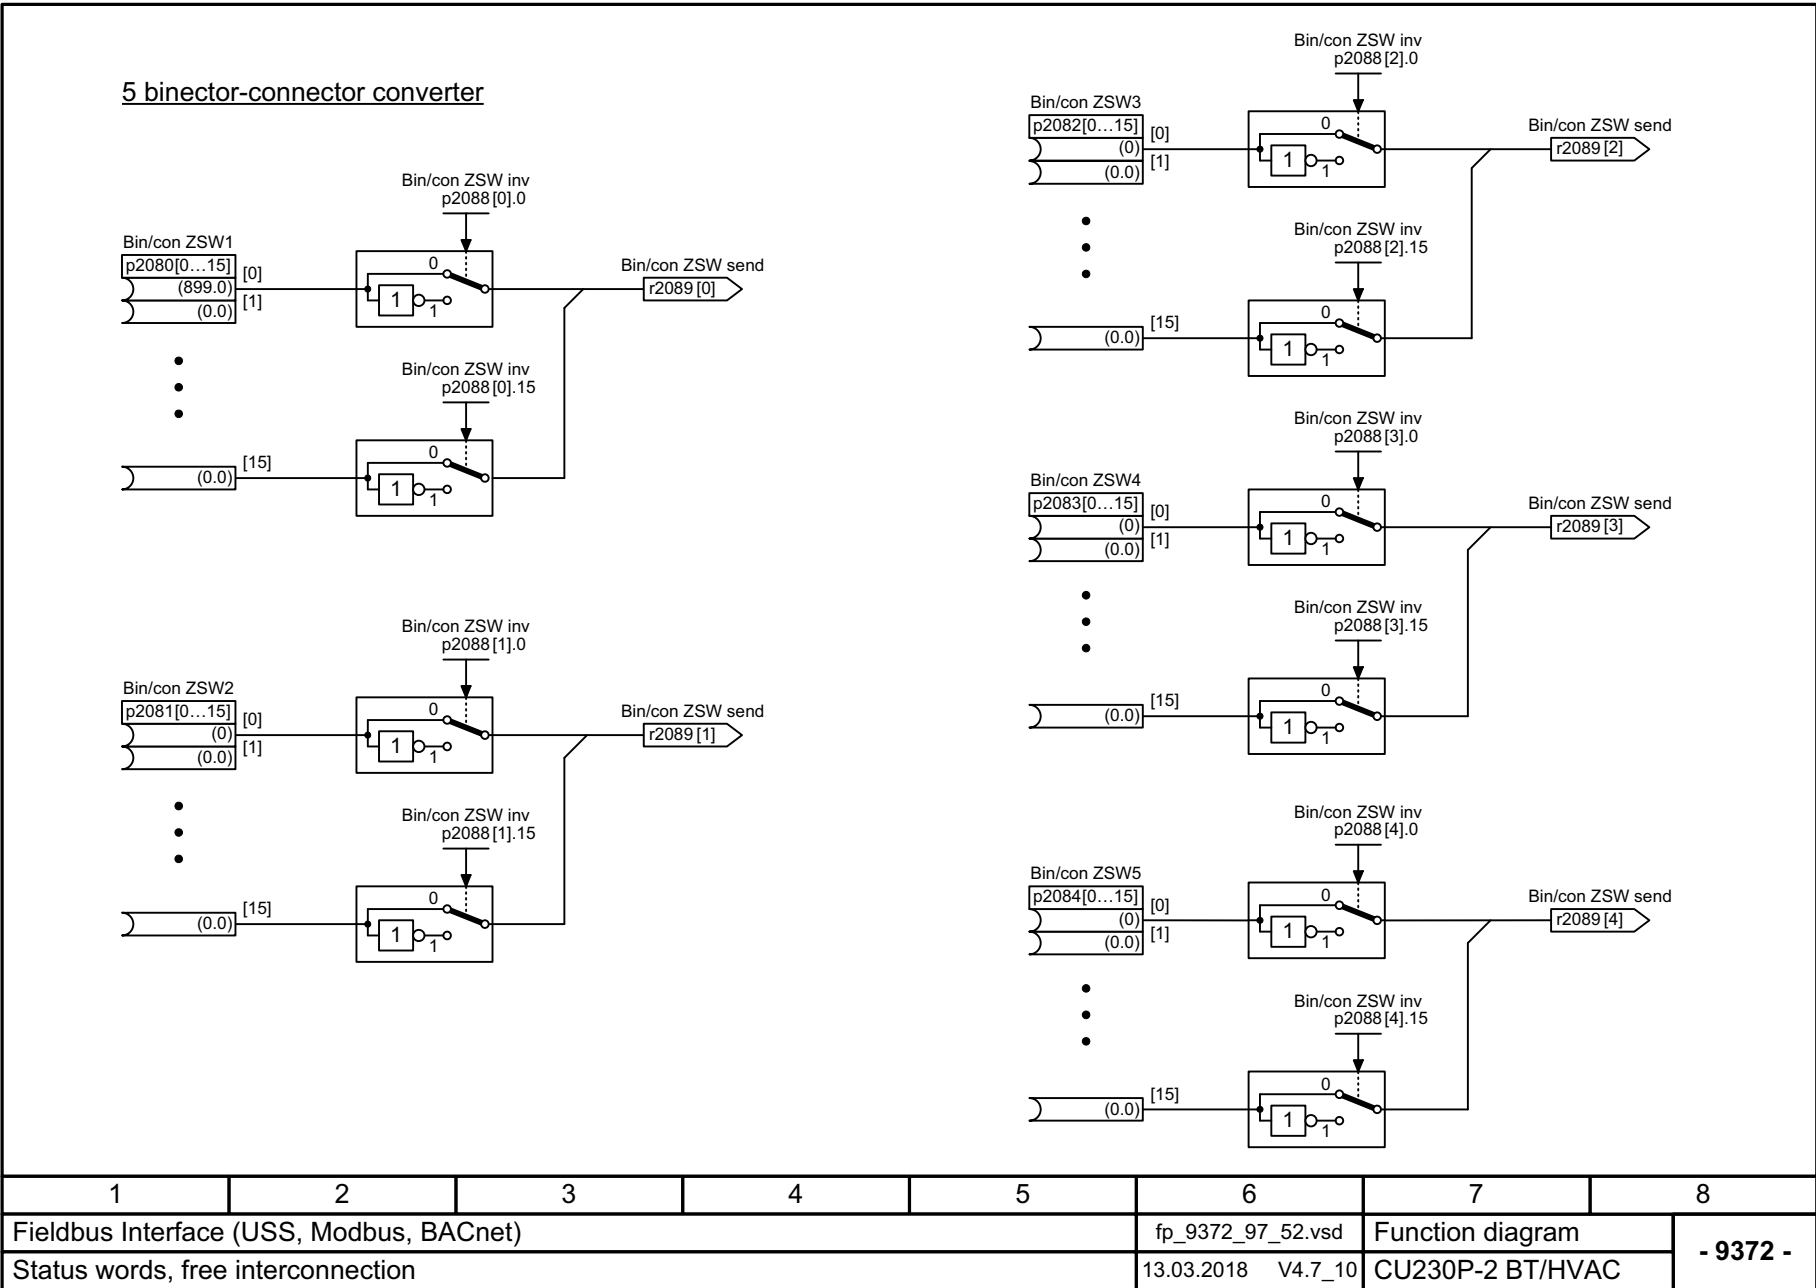 5 binector-connector converter
Bin/con ZSW inv
p2088[0].0
Bin/con ZSW1
p2080[0…15]
[0]
(899.0)
[1]
(0.0)
0
1
1
Bin/con ZSW send
r2089[0]
Bin/con ZSW inv
p2088[0].15
[15]
(0.0)
0
1
1
Bin/con ZSW inv
p2088[1].0
Bin/con ZSW2
p2081[0…15]
[0]
(0)
[1]
(0.0)
0
1
1
Bin/con ZSW send
r2089[1]
Bin/con ZSW inv
p2088[1].15
[15]
(0.0)
0
1
1
Bin/con ZSW inv
p2088[2].0
Bin/con ZSW3
p2082[0…15]
[0]
(0)
[1]
(0.0)
0
1
1
Bin/con ZSW send
r2089[2]
Bin/con ZSW inv
p2088[2].15
[15]
(0.0)
0
1
1
Bin/con ZSW inv
p2088[3].0
Bin/con ZSW4
p2083[0…15]
[0]
(0)
[1]
(0.0)
0
1
1
Bin/con ZSW send
r2089[3]
Bin/con ZSW inv
p2088[3].15
[15]
(0.0)
0
1
1
Bin/con ZSW inv
p2088[4].0
Bin/con ZSW5
p2084[0…15]
[0]
(0)
[1]
(0.0)
0
1
1
Bin/con ZSW send
r2089[4]
Bin/con ZSW inv
p2088[4].15
[15]
(0.0)
0
1
1
1 2 3 4 5 6 7 8
Fieldbus Interface (USS, Modbus, BACnet) fp_9372_97_52.vsd Function diagram
- 9372 -
Status words, free interconnection 13.03.2018 V4.7_10 CU230P-2 BT/HVAC